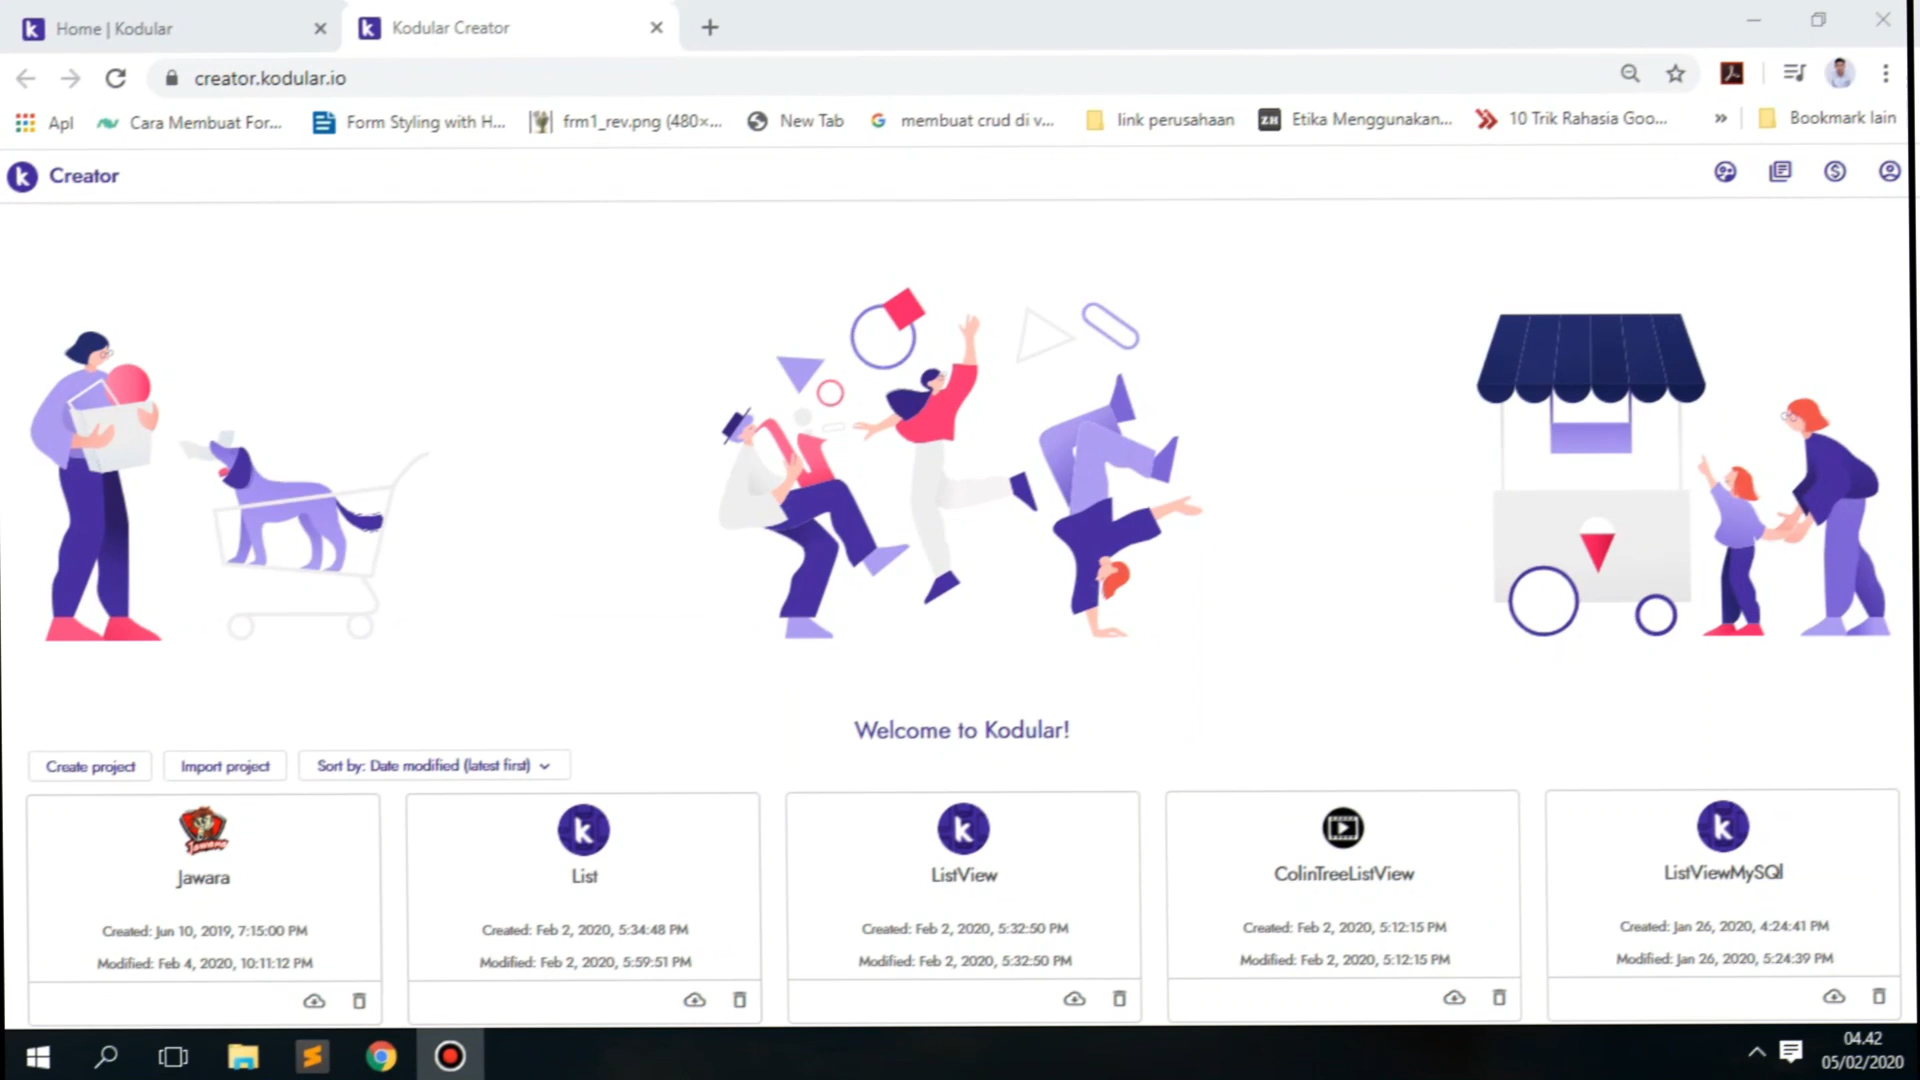 Home | Kodular
Kodular Creator
creator.kodular.io
Apl
Cara Membuat For...
Form Styling with H...
frm1_rev.png (480×...
New Tab
membuat crud di v...
link perusahaan
ZH
Etika Menggunakan...
10 Trik Rahasia Goo...
Bookmark lain
k Creator
Welcome to Kodular!
Create project
Import project
Sort by: Date modified (latest first)
Jawara
List
ListView
ColinTreeListView
ListViewMySQl
Created: Jun 10, 2019, 7:15:00 PM
Created: Feb 2, 2020, 5:34:48 PM
Created: Feb 2, 2020, 5:32:50 PM
Created: Feb 2, 2020, 5:12:15 PM
Created: Jan 26, 2020, 4:24:41 PM
Modified: Feb 4, 2020, 10:11:12 PM
Modified: Feb 2, 2020, 5:59:51 PM
Modified: Feb 2, 2020, 5:32:50 PM
Modified: Feb 2, 2020, 5:12:15 PM
Modified: Jan 26, 2020, 5:24:39 PM
04.42
05/02/2020